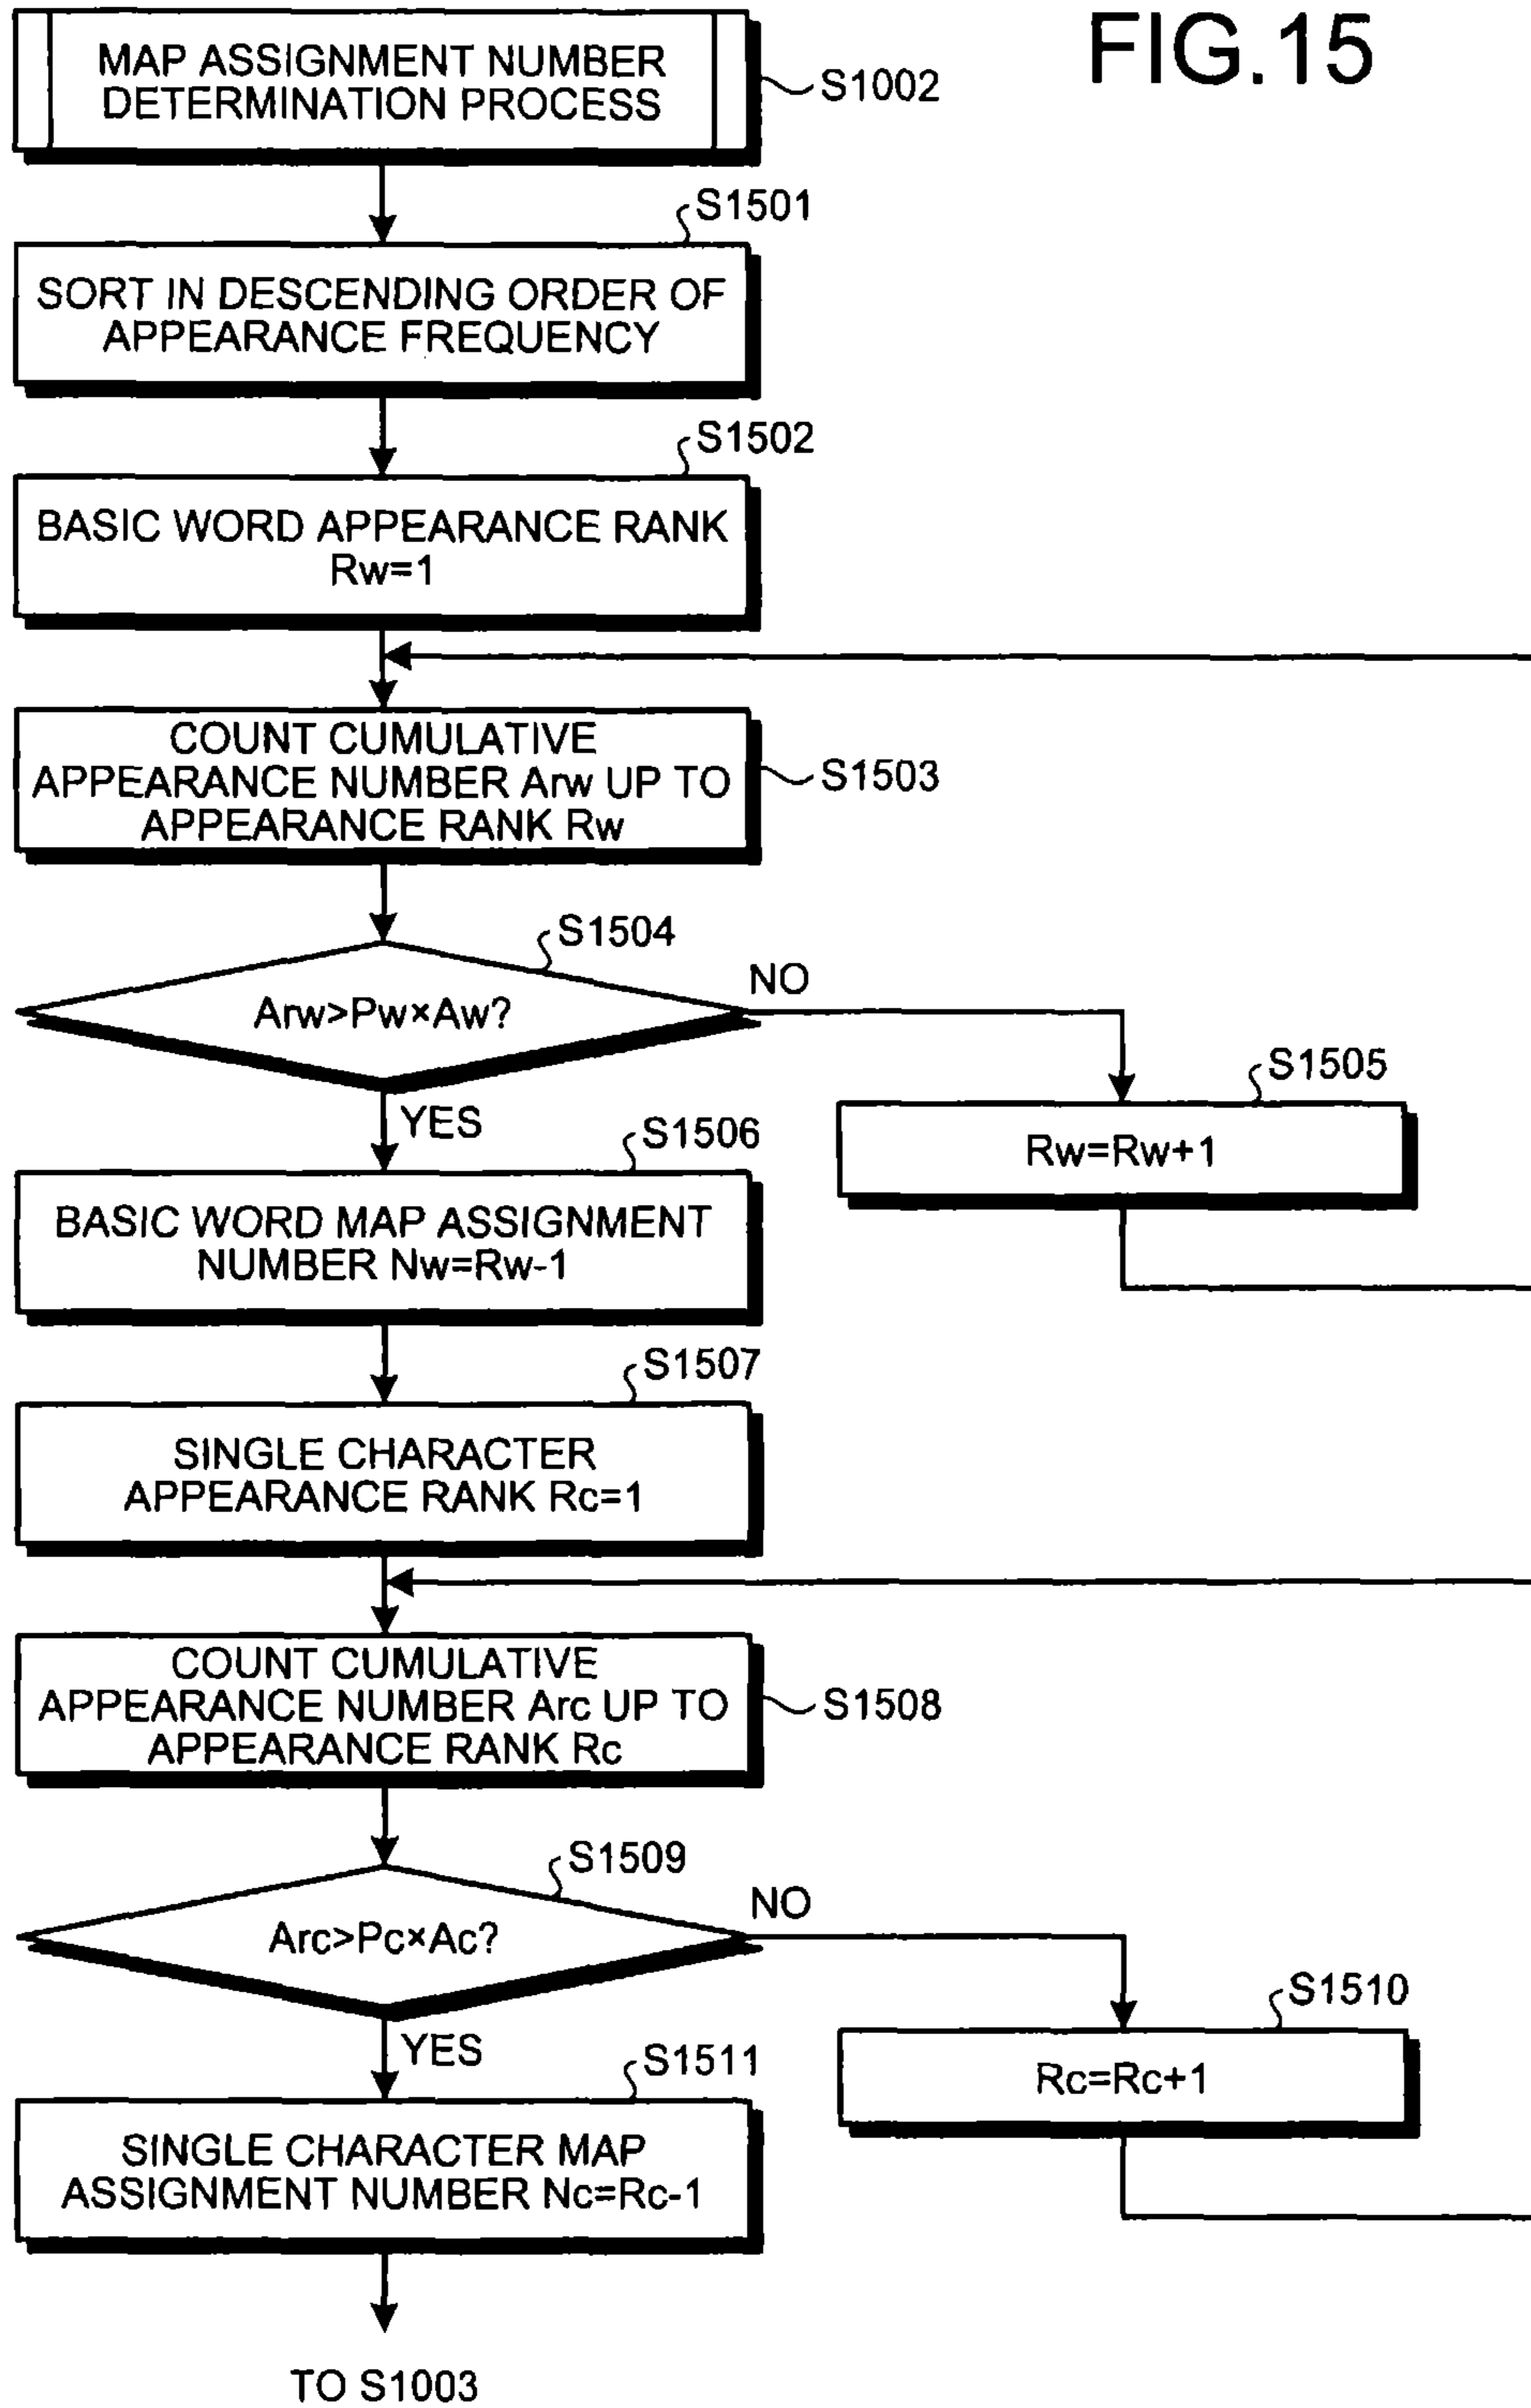 FIG.15
MAP ASSIGNMENT NUMBER
DETERMINATION PROCESS
S1002
S1501
SORT IN DESCENDING ORDER OF
APPEARANCE FREQUENCY
S1502
BASIC WORD APPEARANCE RANK
Rw=1
COUNT CUMULATIVE
APPEARANCE NUMBER Arw UP TO
APPEARANCE RANK Rw
S1503
S1504
Arw>Pw×Aw?
NO
YES
S1505
Rw=Rw+1
S1506
BASIC WORD MAP ASSIGNMENT
NUMBER Nw=Rw-1
S1507
SINGLE CHARACTER
APPEARANCE RANK Rc=1
COUNT CUMULATIVE
APPEARANCE NUMBER Arc UP TO
APPEARANCE RANK Rc
S1508
S1509
Arc>Pc×Ac?
NO
YES
S1510
Rc=Rc+1
S1511
SINGLE CHARACTER MAP
ASSIGNMENT NUMBER Nc=Rc-1
TO S1003